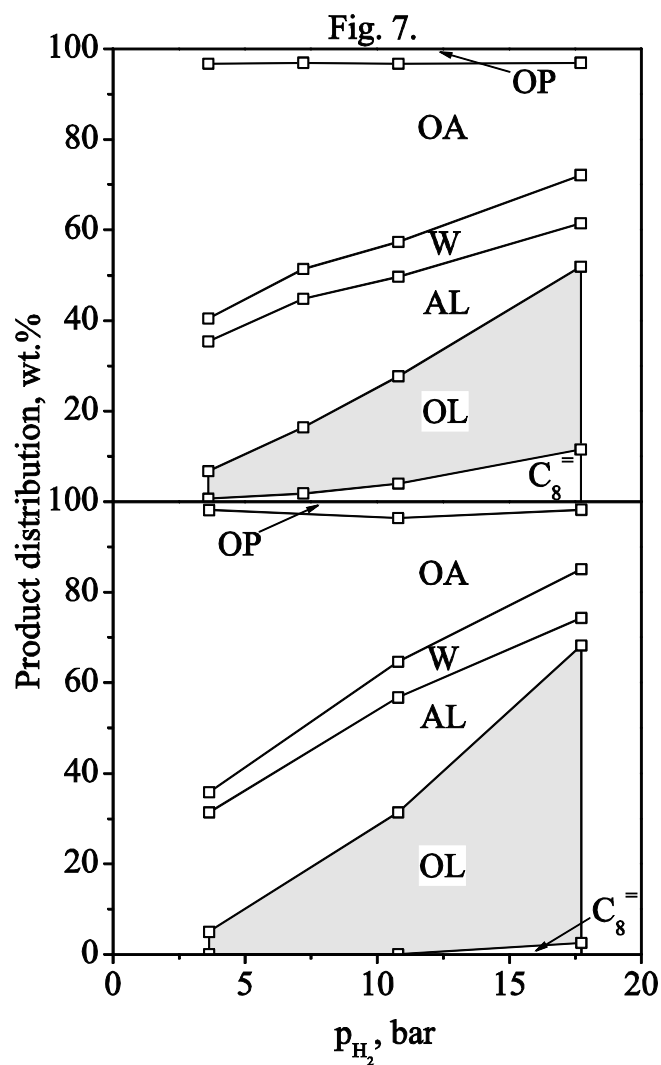 Fig. 7.
100
OP
OA
80
60
W
AL
40
OL
20
C8=
100
OP
OA
80
W
60
AL
40
OL
20
C8=
0
0 5 10 15 20
Product distribution, wt.%
pH2, bar